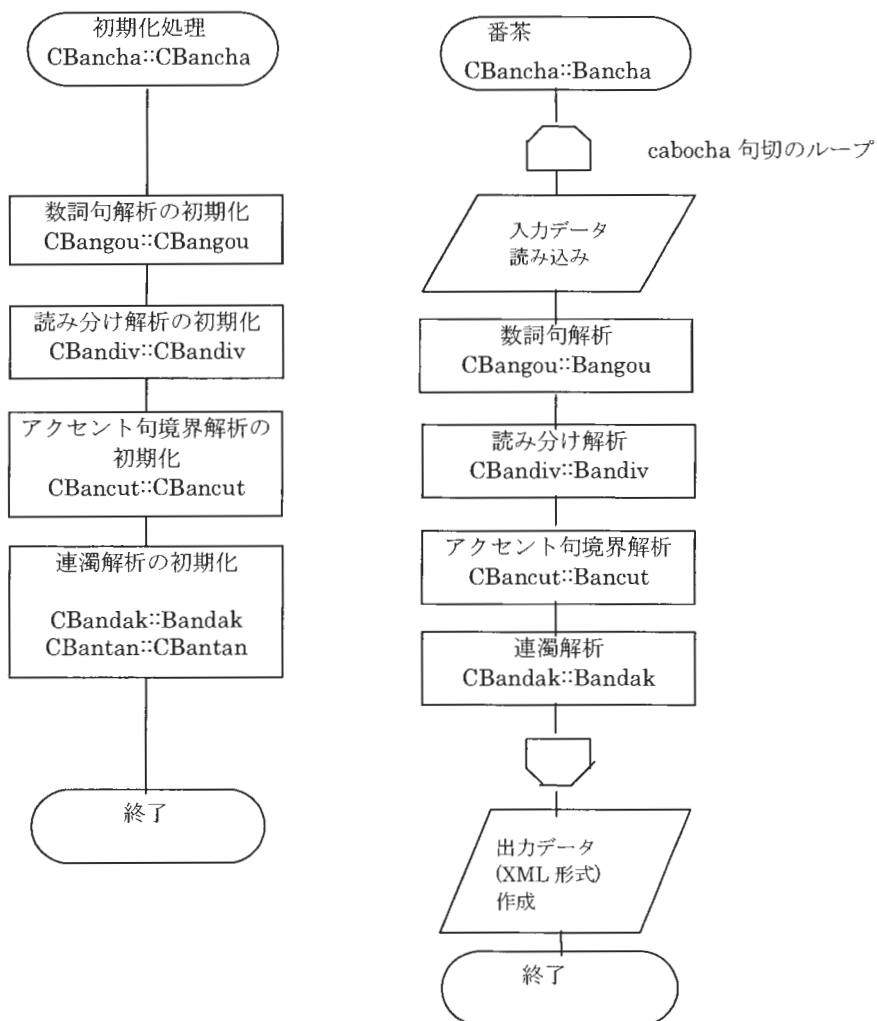 初期化処理
CBancha::CBancha
数詞句解析の初期化
CBangou::CBangou
読み分け解析の初期化
CBandiv::CBandiv
アクセント句境界解析の
初期化
CBancut::CBancut
連濁解析の初期化
CBandak::Bandak
CBantan::CBantan
終了
番茶
CBancha::Bancha
cabocha 句切のループ
入力データ
読み込み
数詞句解析
CBangou::Bangou
読み分け解析
CBandiv::Bandiv
アクセント句境界解析
CBancut::Bancut
連濁解析
CBandak::Bandak
出力データ
(XML 形式)
作成
終了